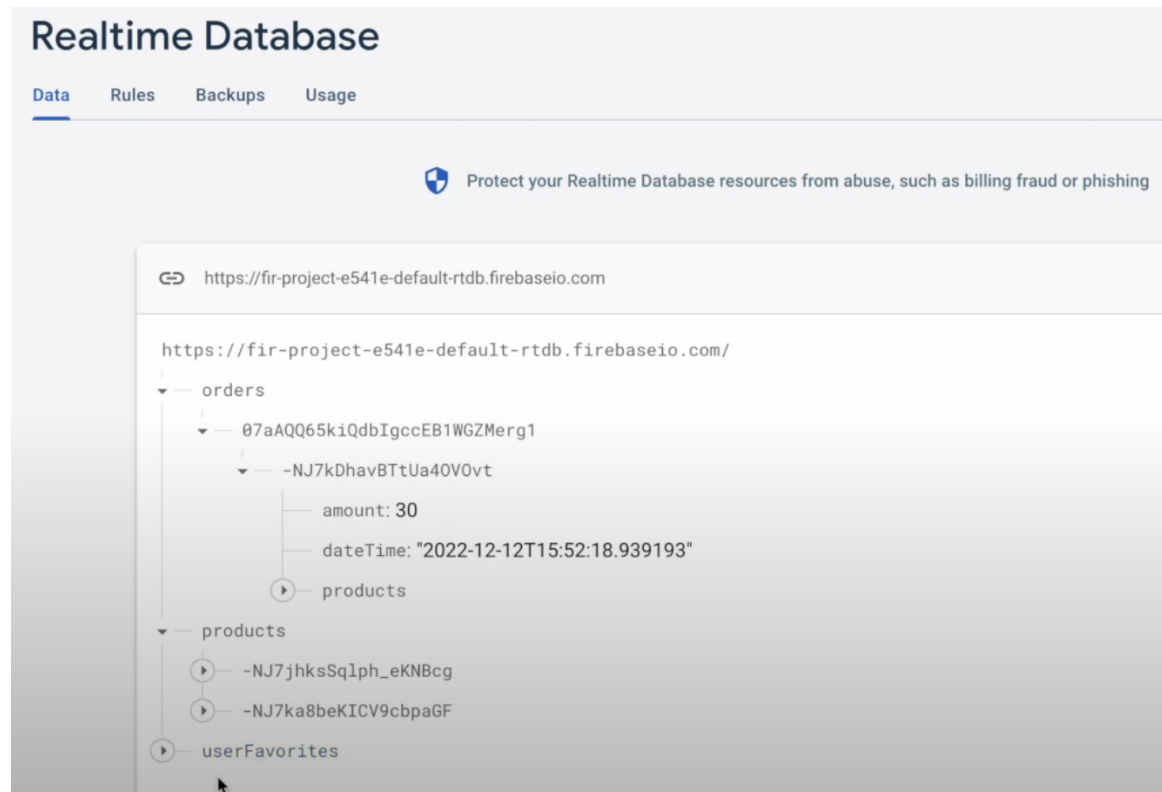 Realtime Database
Data Rules Backups Usage
Protect your Realtime Database resources from abuse, such as billing fraud or phishing
https://fir-project-e541e-default-rtdb.firebaseio.com
https://fir-project-e541e-default-rtdb.firebaseio.com/
orders
07aAQQ65kiQdbIgccEB1WGZMerg1
-NJ7kDhavBTtUa4OVOvt
amount: 30
dateTime: "2022-12-12T15:52:18.939193"
products
products
-NJ7jhksSqlph_eKNBcg
-NJ7ka8beKICV9cbpaGF
userFavorites